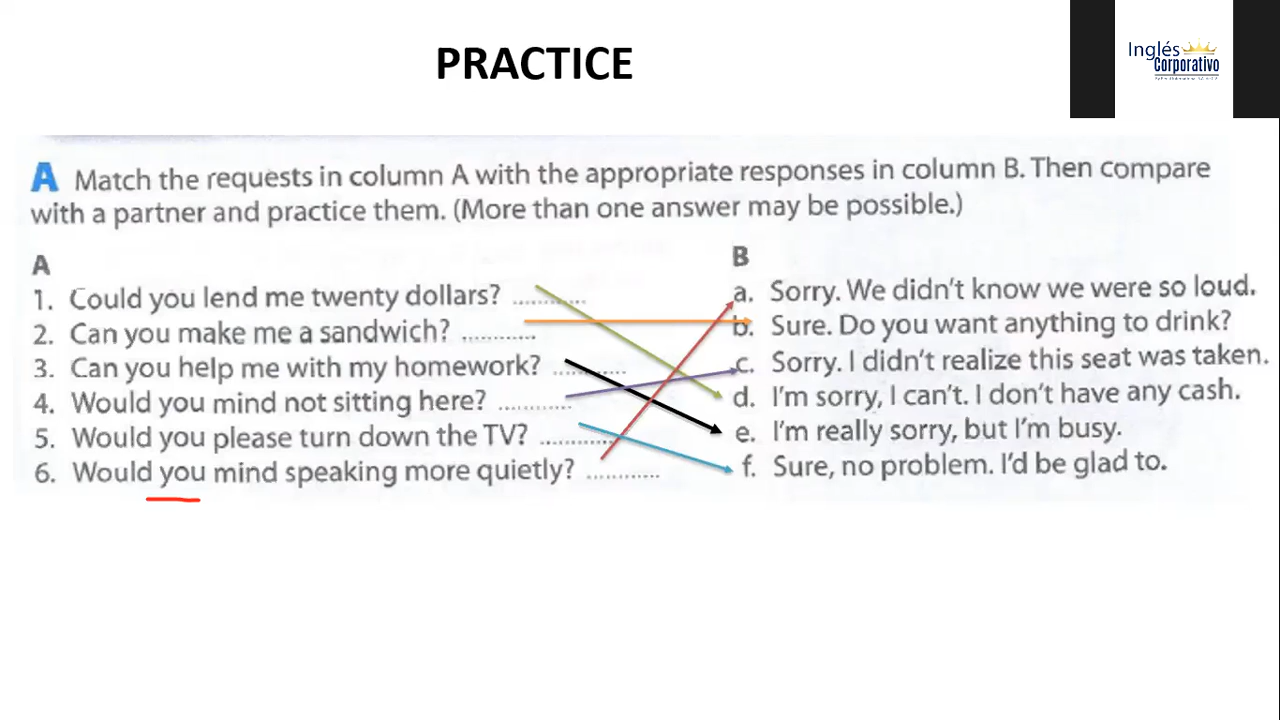 PRACTICE
Inglés
Corporativo
A Match the requests in column A with the appropriate responses in column B. Then compare
with a partner and practice them. (More than one answer may be possible.)
A
1. Could you lend me twenty dollars? ............
2. Can you make me a sandwich? ............
3. Can you help me with my homework? ............
4. Would you mind not sitting here? ............
5. Would you please turn down the TV? ............
6. Would you mind speaking more quietly? ............
B
a. Sorry. We didn't know we were so loud.
b. Sure. Do you want anything to drink?
c. Sorry. I didn't realize this seat was taken.
d. I'm sorry, I can't. I don't have any cash.
e. I'm really sorry, but I'm busy.
f. Sure, no problem. I'd be glad to.